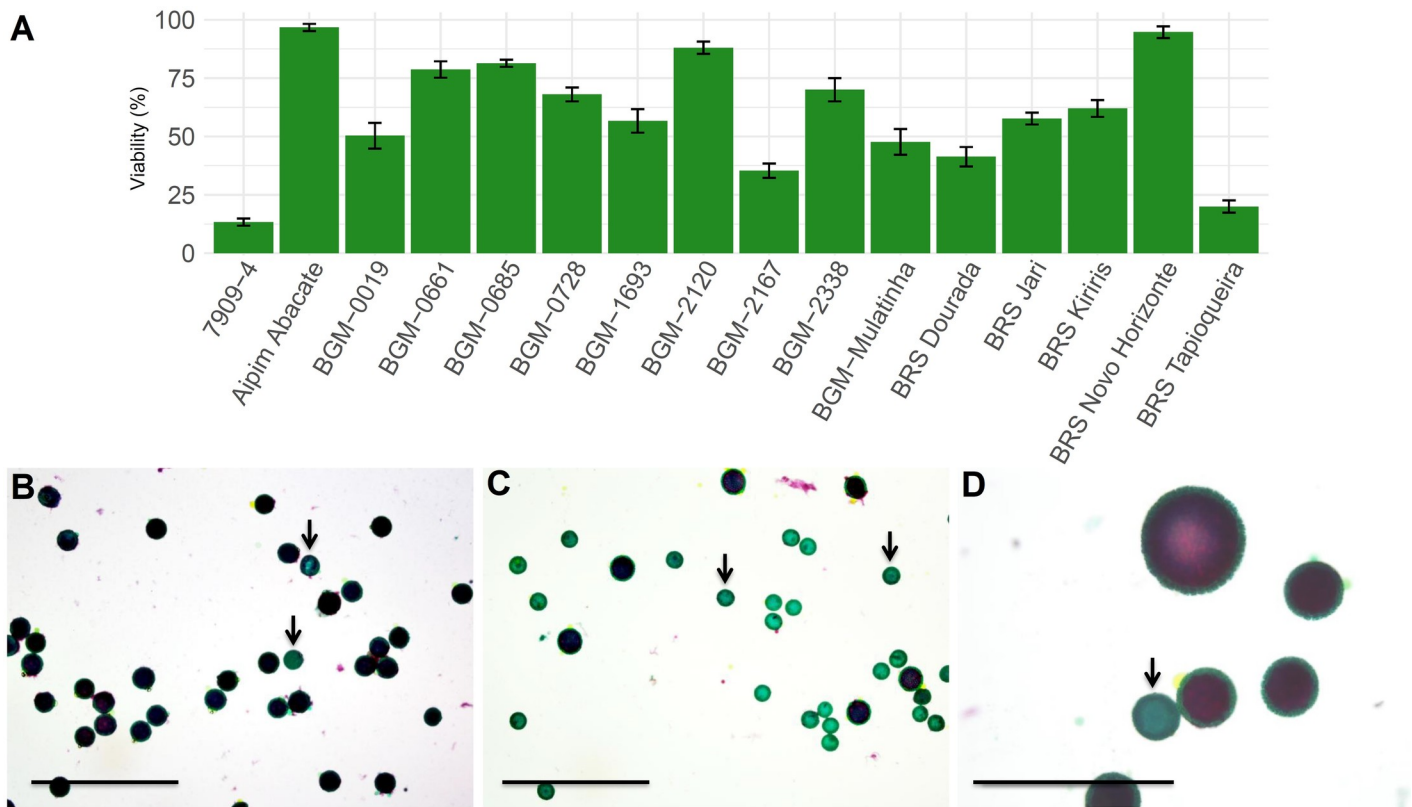 A
Viability (%)
100
75
50
25
0
7909−4
Aipim Abacate
BGM−0019
BGM−0661
BGM−0685
BGM−0728
BGM−1693
BGM−2120
BGM−2167
BGM−2338
BGM−Mulatinha
BRS Dourada
BRS Jari
BRS Kiriris
BRS Novo Horizonte
BRS Tapioqueira
B
C
D